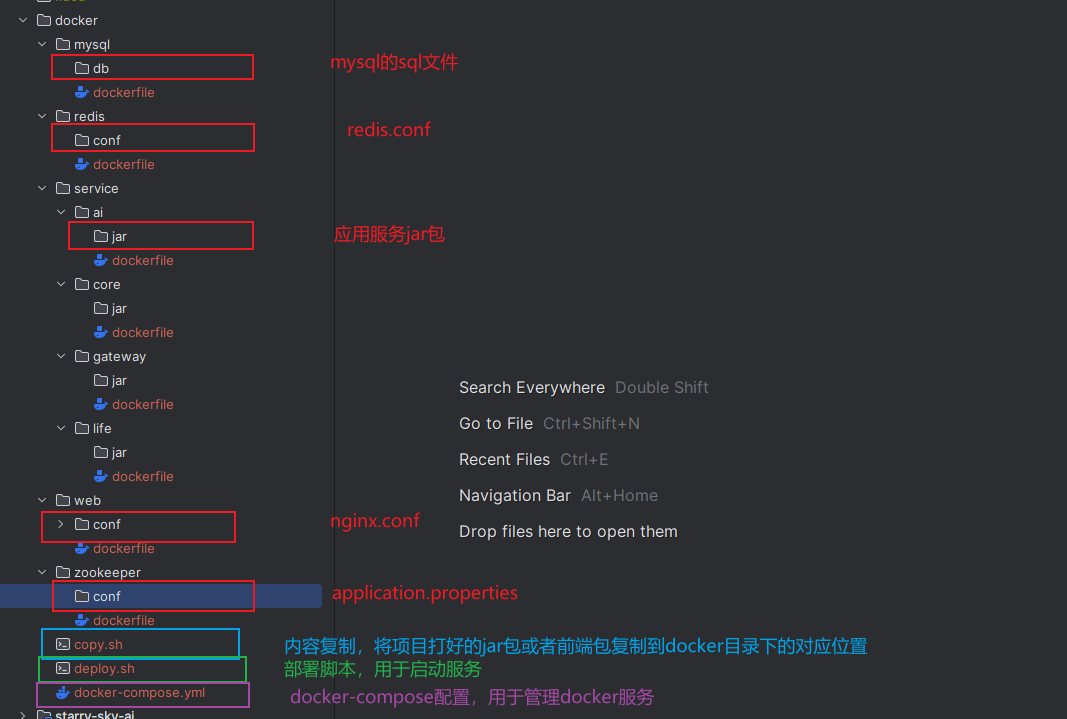 docker
mysql
db
mysql的sql文件
dockerfile
redis
conf
redis.conf
dockerfile
service
ai
jar
应用服务jar包
dockerfile
core
jar
dockerfile
gateway
jar
Search Everywhere Double Shift
dockerfile
Go to File Ctrl+Shift+N
life
jar
Recent Files Ctrl+E
dockerfile
web
Navigation Bar Alt+Home
conf
nginx.conf
Drop files here to open them
dockerfile
zookeeper
conf
application.properties
dockerfile
copy.sh
内容复制，将项目打好的jar包或者前端包复制到docker目录下的对应位置
deploy.sh
部署脚本，用于启动服务
docker-compose.yml
docker-compose配置，用于管理docker服务
starry-sky-ai